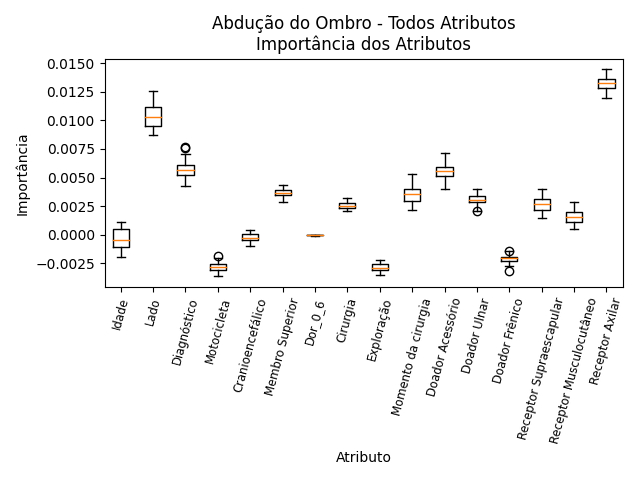 Abdução do Ombro - Todos Atributos
Importância dos Atributos
0.0150
0.0125
0.0100
0.0075
0.0050
0.0025
0.0000
−0.0025
Importância
Idade
Lado
Diagnóstico
Motocicleta
Cranioencefálico
Membro Superior
Dor_0_6
Cirurgia
Exploração
Momento da cirurgia
Doador Acessório
Doador Ulnar
Doador Frênico
Receptor Supraescapular
Receptor Musculocutâneo
Receptor Axilar
Atributo